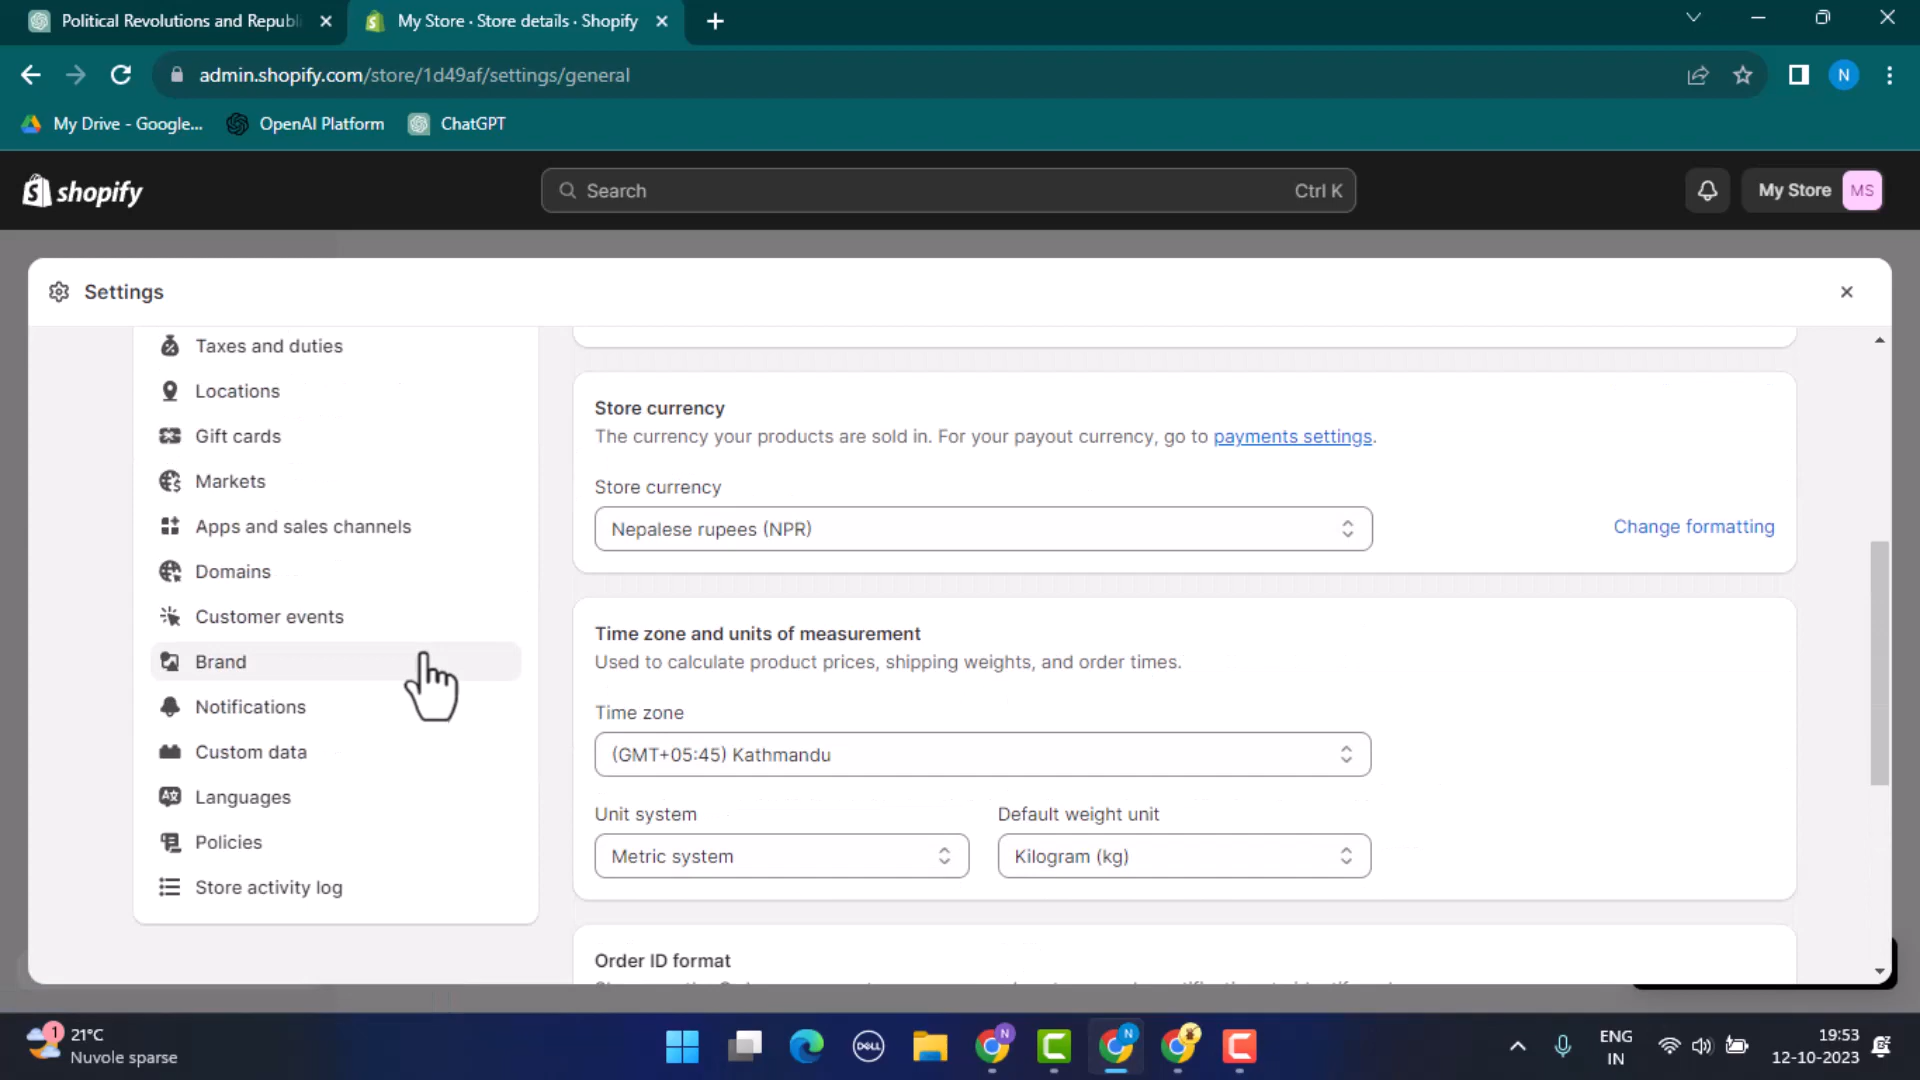 Political Revolutions and Republi
My Store · Store details · Shopify
admin.shopify.com/store/1d49af/settings/general
N
My Drive - Google...
OpenAI Platform
ChatGPT
shopify
Search
Ctrl K
My Store
MS
Settings
Taxes and duties
Locations
Gift cards
Markets
Apps and sales channels
Domains
Customer events
Brand
Notifications
Custom data
Languages
Policies
Store activity log
Store currency
The currency your products are sold in. For your payout currency, go to payments settings.
Store currency
Nepalese rupees (NPR)
Change formatting
Time zone and units of measurement
Used to calculate product prices, shipping weights, and order times.
Time zone
(GMT+05:45) Kathmandu
Unit system
Default weight unit
Metric system
Kilogram (kg)
Order ID format
1
21°C
Nuvole sparse
DELL
N
N
ENG
IN
19:53
12-10-2023